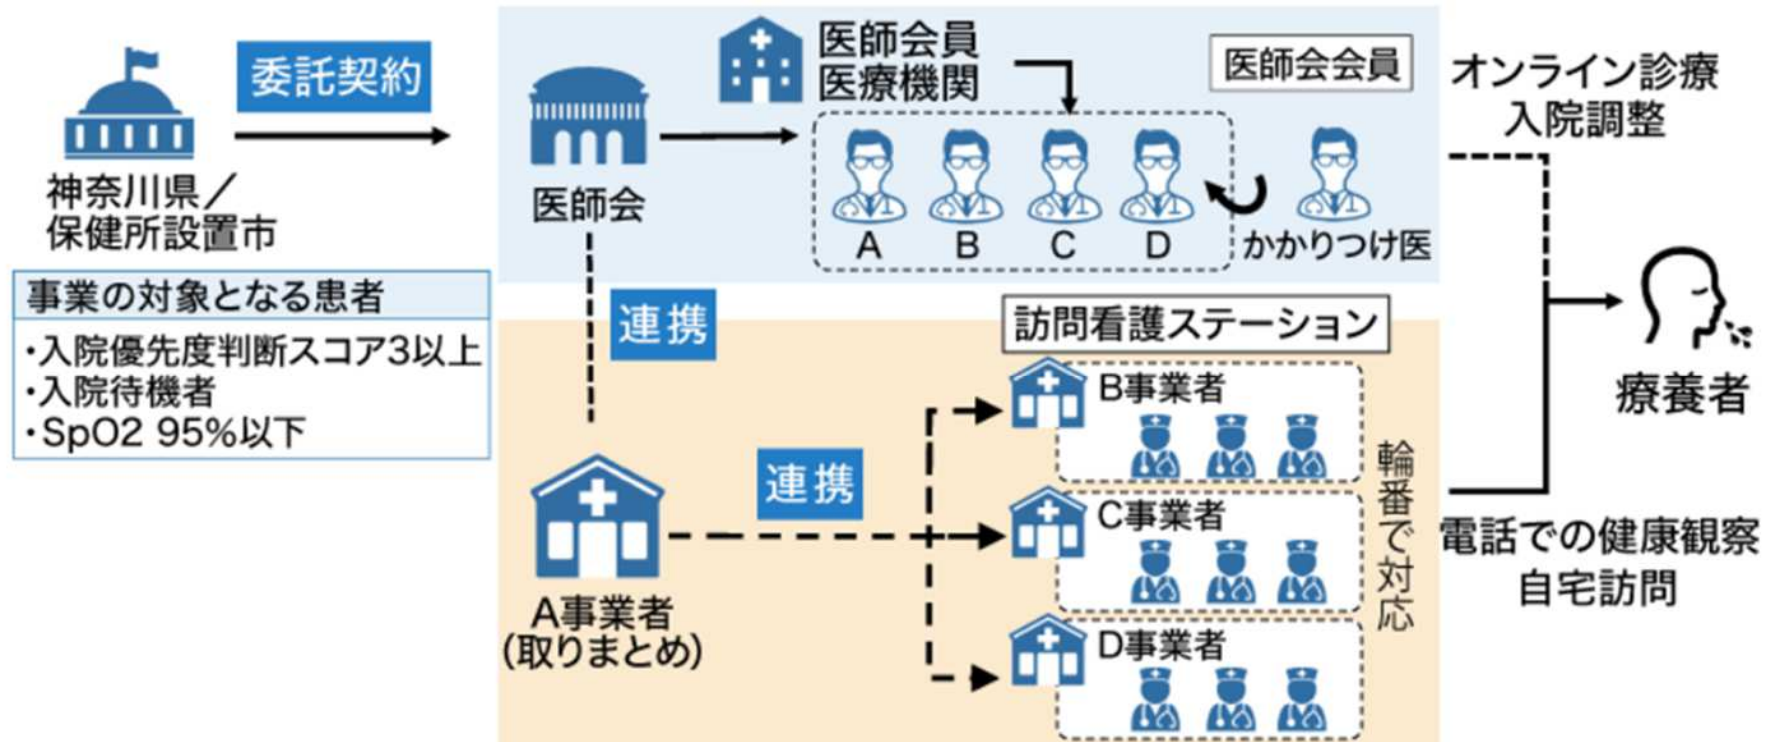 委託契約
神奈川県／
保健所設置市
事業の対象となる患者
・入院優先度判断スコア3以上
・入院待機者
・SpO2 95%以下
医師会
医師会員
医療機関
医師会会員
A
B
C
D
かかりつけ医
連携
A事業者
(取りまとめ)
連携
訪問看護ステーション
B事業者
C事業者
D事業者
輪番で対応
オンライン診療
入院調整
療養者
電話での健康観察
自宅訪問